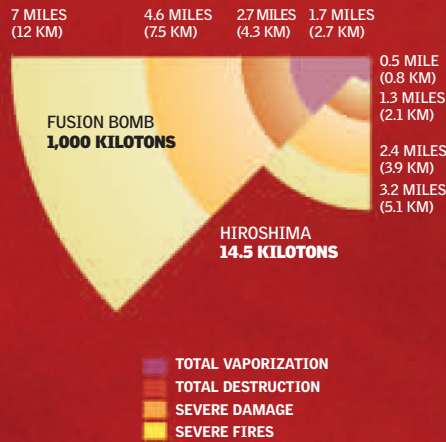 7 MILES
(12 KM)
4.6 MILES
(7.5 KM)
2.7 MILES
(4.3 KM)
1.7 MILES
(2.7 KM)
0.5 MILE
(0.8 KM)
1.3 MILES
(2.1 KM)
2.4 MILES
(3.9 KM)
3.2 MILES
(5.1 KM)
FUSION BOMB
1,000 KILOTONS
HIROSHIMA
14.5 KILOTONS
TOTAL VAPORIZATION
TOTAL DESTRUCTION
SEVERE DAMAGE
SEVERE FIRES